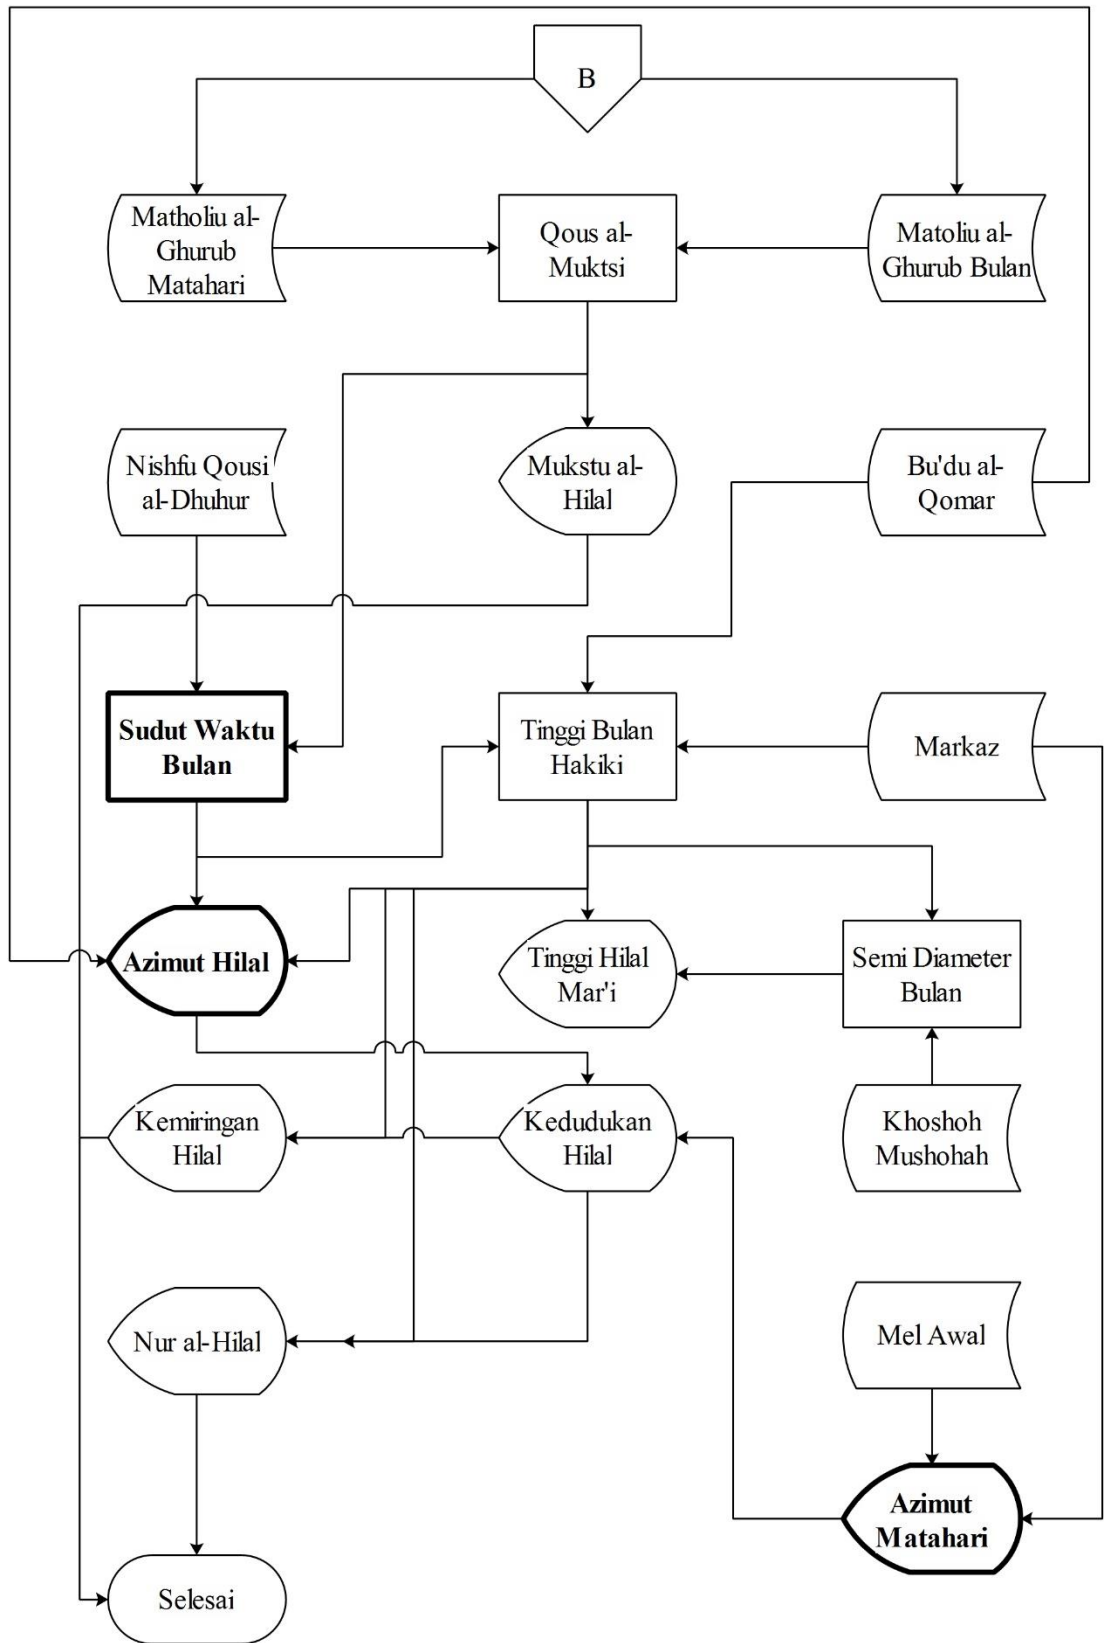 B
Matholiu al-
Ghurub
Matahari
Qous al-
Muktsi
Matoliu al-
Ghurub Bulan
Nishfu Qousi
al-Dhuhur
Mukstu al-
Hilal
Bu'du al-
Qomar
Sudut Waktu
Bulan
Tinggi Bulan
Hakiki
Markaz
Azimut Hilal
Tinggi Hilal
Mar'i
Semi Diameter
Bulan
Kemiringan
Hilal
Kedudukan
Hilal
Khoshoh
Mushohah
Nur al-Hilal
Mel Awal
Azimut
Matahari
Selesai